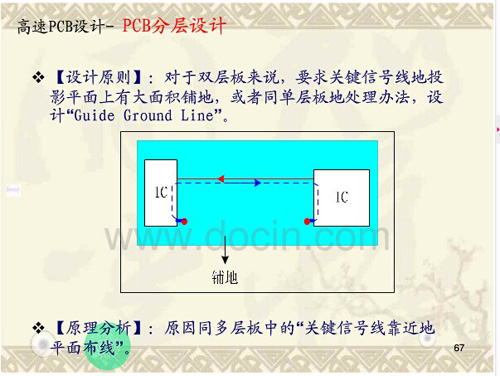 高速PCB设计- PCB分层设计
❖ 【设计原则】：对于双层板来说，要求关键信号线地投
影平面上有大面积铺地，或者同单层板地处理办法，设
计“Guide Ground Line”。
IC
IC
www.docin.com
铺地
❖ 【原理分析】：原因同多层板中的“关键信号线靠近地
平面布线”。
67